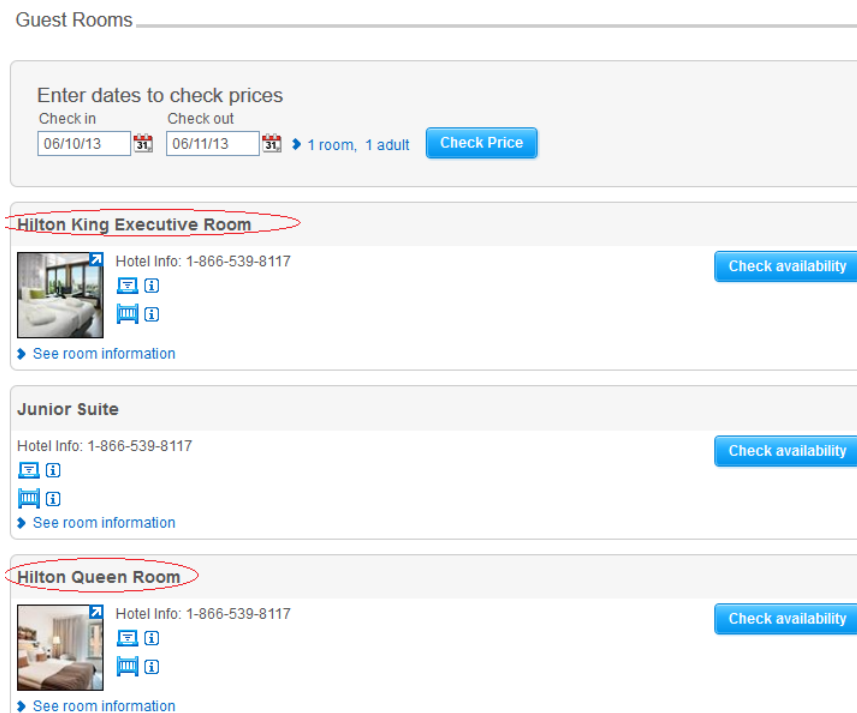 Guest Rooms
Enter dates to check prices
Check in Check out
06/10/13 31 06/11/13 31 1 room, 1 adult Check Price
Hilton King Executive Room
Hotel Info: 1-866-539-8117 Check availability
i
i
See room information
Junior Suite
Hotel Info: 1-866-539-8117 Check availability
i
i
See room information
Hilton Queen Room
Hotel Info: 1-866-539-8117 Check availability
i
i
See room information